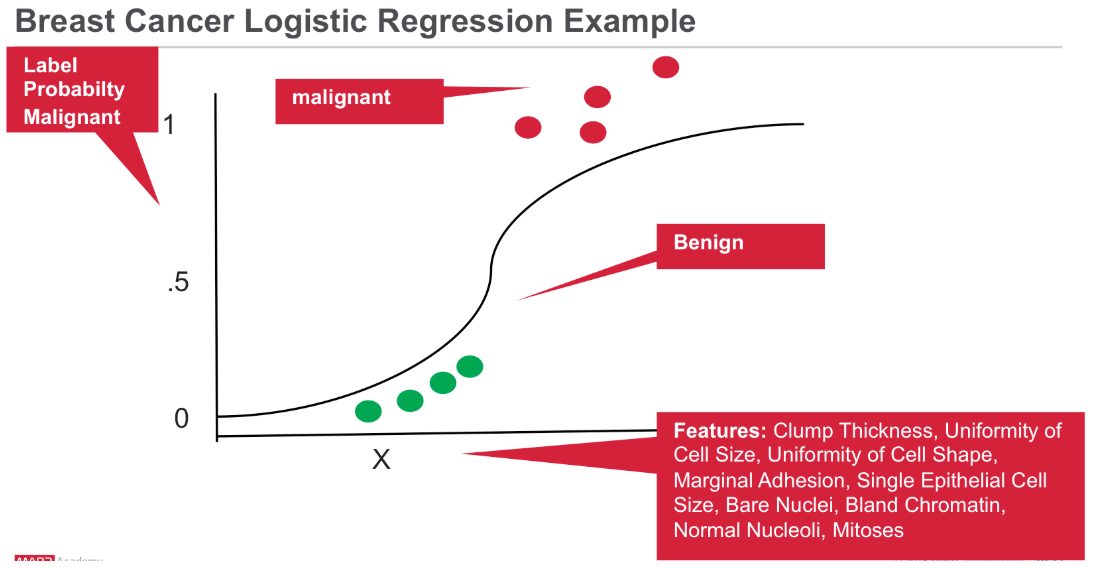 Breast Cancer Logistic Regression Example
Label
Probabilty
Malignant
malignant
1
Benign
.5
0
X
Features: Clump Thickness, Uniformity of
Cell Size, Uniformity of Cell Shape,
Marginal Adhesion, Single Epithelial Cell
Size, Bare Nuclei, Bland Chromatin,
Normal Nucleoli, Mitoses
Academy